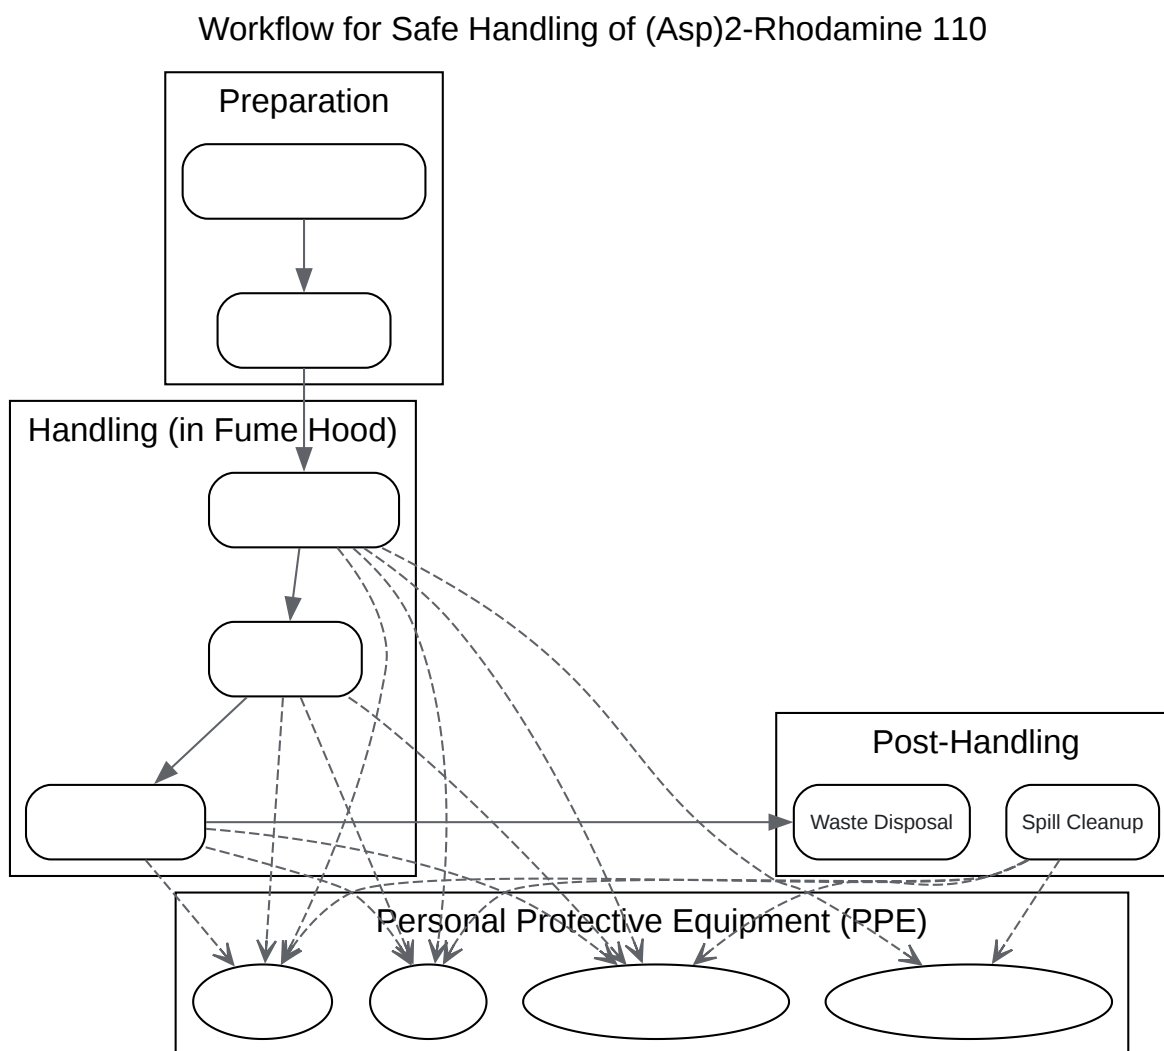 Workflow for Safe Handling of (Asp)2-Rhodamine 110
Preparation
Handling (in Fume Hood)
Post-Handling
Waste Disposal
Spill Cleanup
Personal Protective Equipment (PPE)